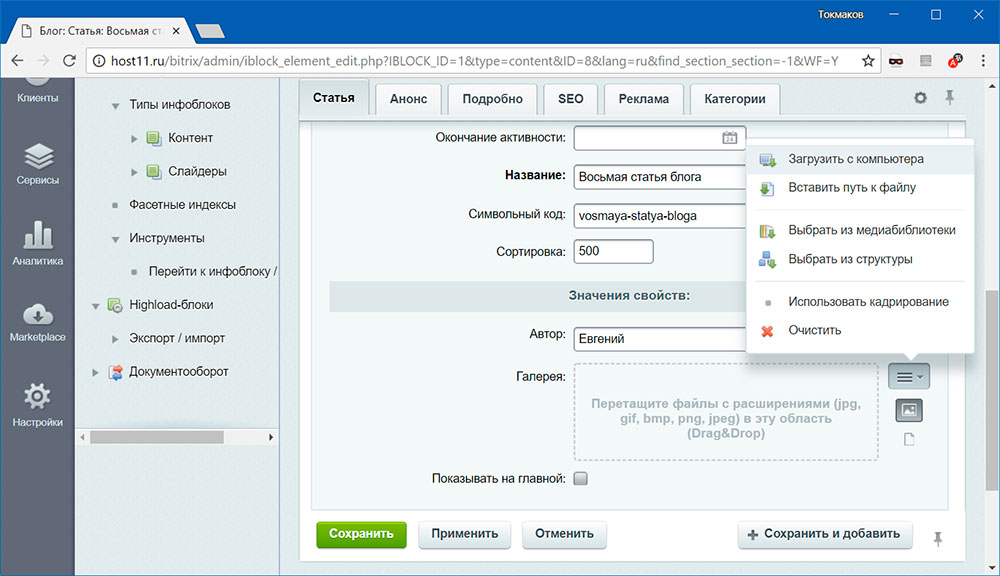 Токмаков
Блог: Статья: Восьмая ст
host11.ru/bitrix/admin/iblock_element_edit.php?IBLOCK_ID=1&type=content&ID=8&lang=ru&find_section_section=-1&WF=Y
Клиенты
Сервисы
Аналитика
Marketplace
Настройки
Типы инфоблоков
Контент
Слайдеры
Фасетные индексы
Инструменты
Перейти к инфоблоку /
Highload-блоки
Экспорт / импорт
Документооборот
Статья
Анонс
Подробно
SEO
Реклама
Категории
Окончание активности:
Название: Восьмая статья блога
Символьный код: vosmaya-statya-bloga
Сортировка: 500
Значения свойств:
Автор: Евгений
Галерея:
Перетащите файлы с расширениями (jpg,
gif, bmp, png, jpeg) в эту область
(Drag&Drop)
Показывать на главной:
Загрузить с компьютера
Вставить путь к файлу
Выбрать из медиабиблиотеки
Выбрать из структуры
Использовать кадрирование
Очистить
Сохранить
Применить
Отменить
Сохранить и добавить